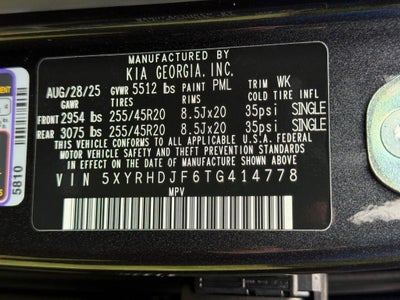 MANUFACTURED BY
KIA GEORGIA, INC.
AUG/28/25 GVWR 5512 lbs PAINT PML TRIM WK
GAWR TIRES RIMS COLD TIRE INFL
FRONT 2954 lbs 255/45R20 8.5Jx20 35psi SINGLE
REAR 3075 lbs 255/45R20 8.5Jx20 35psi SINGLE
THIS VEHICLE CONFORMS TO ALL APPLICABLE U.S.A. FEDERAL
MOTOR VEHICLE SAFETY AND THEFT PREVENTION STANDARDS
IN EFFECT ON THE DATE OF MANUFACTURE SHOWN ABOVE.
VIN 5XYRHDJF6TG414778
MPV
5810